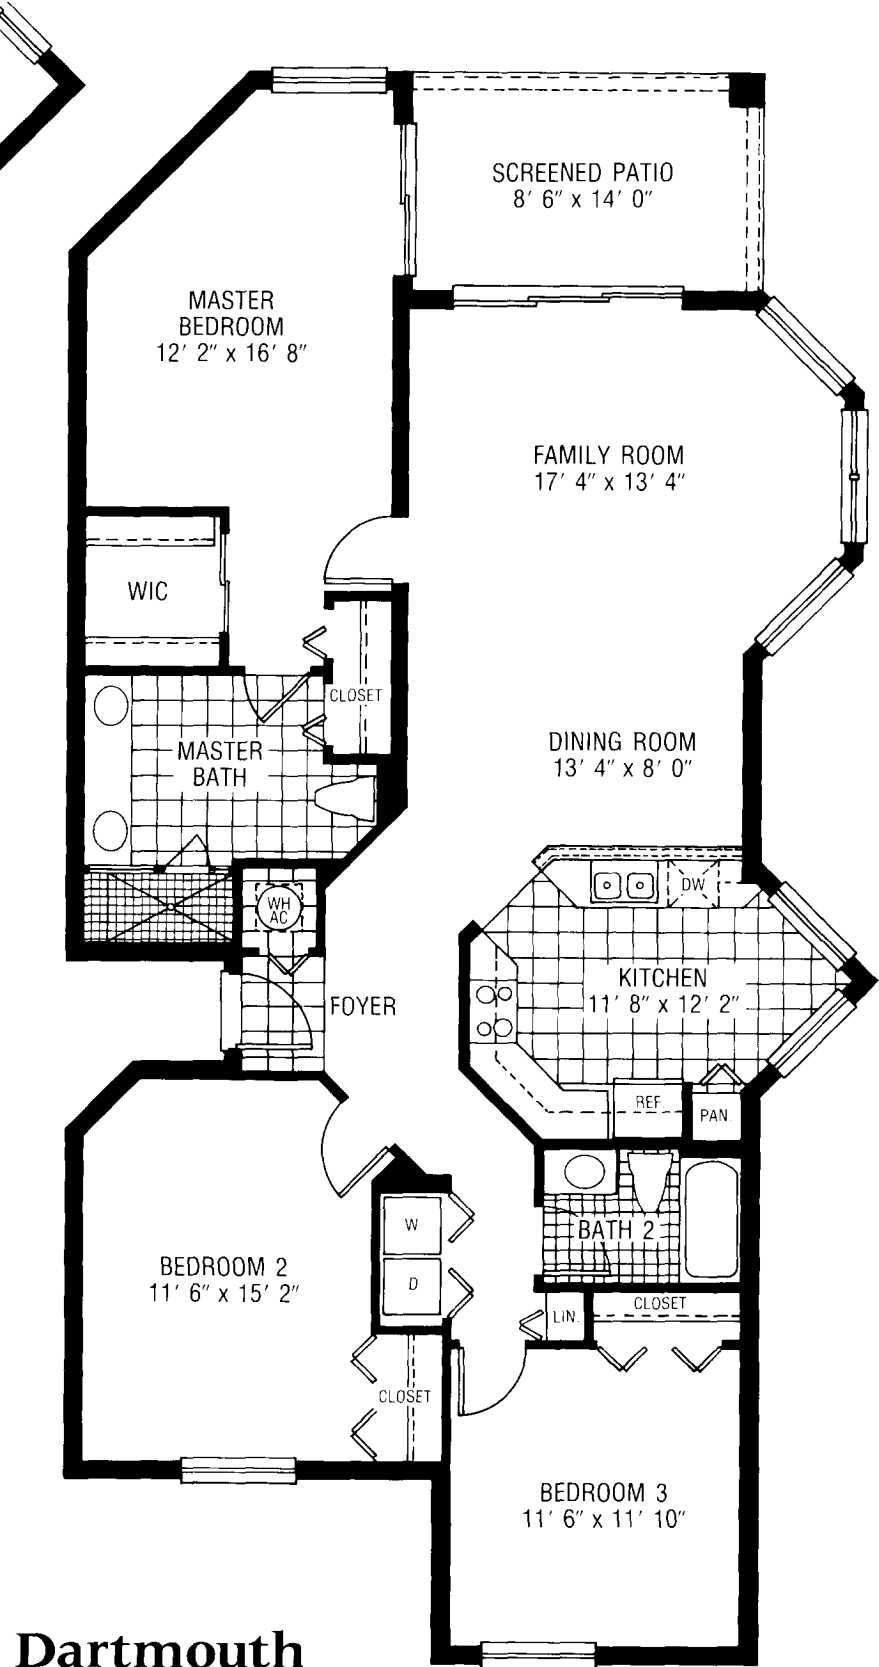 SCREENED PATIO
8' 6" x 14' 0"
MASTER
BEDROOM
12' 2" x 16' 8"
FAMILY ROOM
17' 4" x 13' 4"
WIC
CLOSET
MASTER
BATH
DINING ROOM
13' 4" x 8' 0"
DW
WH
AC
KITCHEN
11' 8" x 12' 2"
FOYER
REF.
PAN.
W
BATH 2
BEDROOM 2
11' 6" x 15' 2"
D
CLOSET
LIN.
CLOSET
BEDROOM 3
11' 6" x 11' 10"
Dartmouth